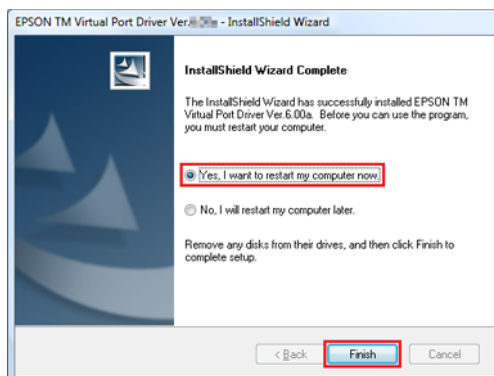 EPSON TM Virtual Port Driver Ver. - InstallShield Wizard
InstallShield Wizard Complete
The InstallShield Wizard has successfully installed EPSON TM
Virtual Port Driver Ver.6.00a. Before you can use the program,
you must restart your computer.
Yes, I want to restart my computer now.
No, I will restart my computer later.
Remove any disks from their drives, and then click Finish to
complete setup.
< Back
Finish
Cancel